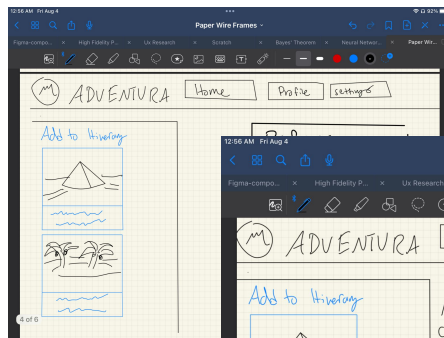 12:56 AM Fri Aug 4
92%
Paper Wire Frames
Figma-compo... × High Fidelity P... × Ux Research × Scratch × Bayes' Theorem × Neural Networ... × Paper Wir...
ADVENTURA Home Profile settings
Add to Itinerary
4 of 6
12:56 AM Fri Aug 4
Figma-compo... × High Fidelity P... × Ux Research
ADVENTURA
Add to Itinerary